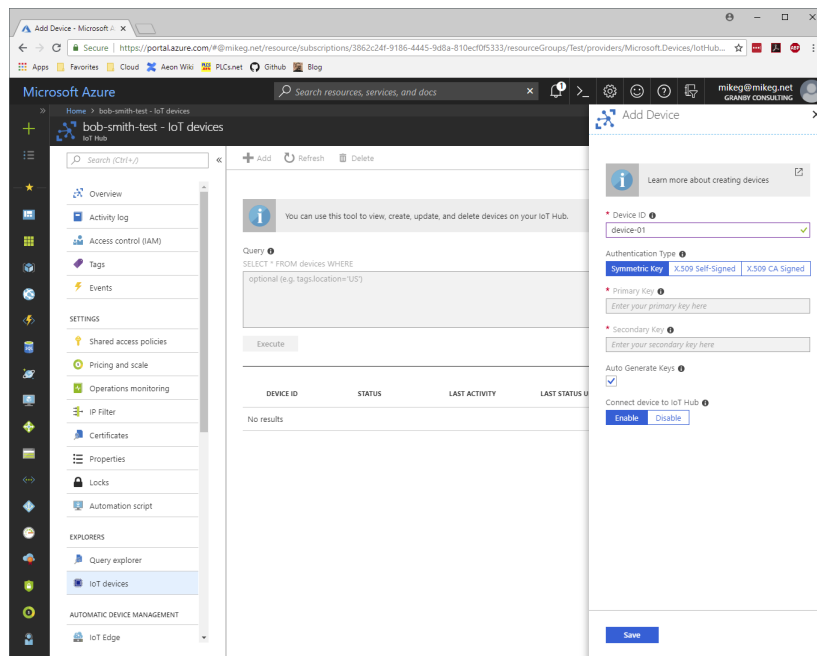 Add Device - Microsoft A
Secure | https://portal.azure.com/#@mikeg.net/resource/subscriptions/3862c24f-9186-4445-9d8a-810ecf0f5333/resourceGroups/Test/providers/Microsoft.Devices/IotHub...
Apps Favorites Cloud Aeon Wiki PLCs.net Github Blog
Microsoft Azure
Search resources, services, and docs
1
mikeg@mikeg.net
GRANBY CONSULTING
Home > bob-smith-test - IoT devices
bob-smith-test - IoT devices
IoT Hub
Search (Ctrl+/)
Overview
Activity log
Access control (IAM)
Tags
Events
SETTINGS
Shared access policies
Pricing and scale
Operations monitoring
IP Filter
Certificates
Properties
Locks
Automation script
EXPLORERS
Query explorer
IoT devices
AUTOMATIC DEVICE MANAGEMENT
IoT Edge
Add Refresh Delete
You can use this tool to view, create, update, and delete devices on your IoT Hub.
Query
SELECT * FROM devices WHERE
optional (e.g. tags.location='US')
Execute
DEVICE ID STATUS LAST ACTIVITY LAST STATUS U
No results
Add Device
Learn more about creating devices
* Device ID
device-01
Authentication Type
Symmetric Key X.509 Self-Signed X.509 CA Signed
* Primary Key
Enter your primary key here
* Secondary Key
Enter your secondary key here
Auto Generate Keys
Connect device to IoT Hub
Enable Disable
Save